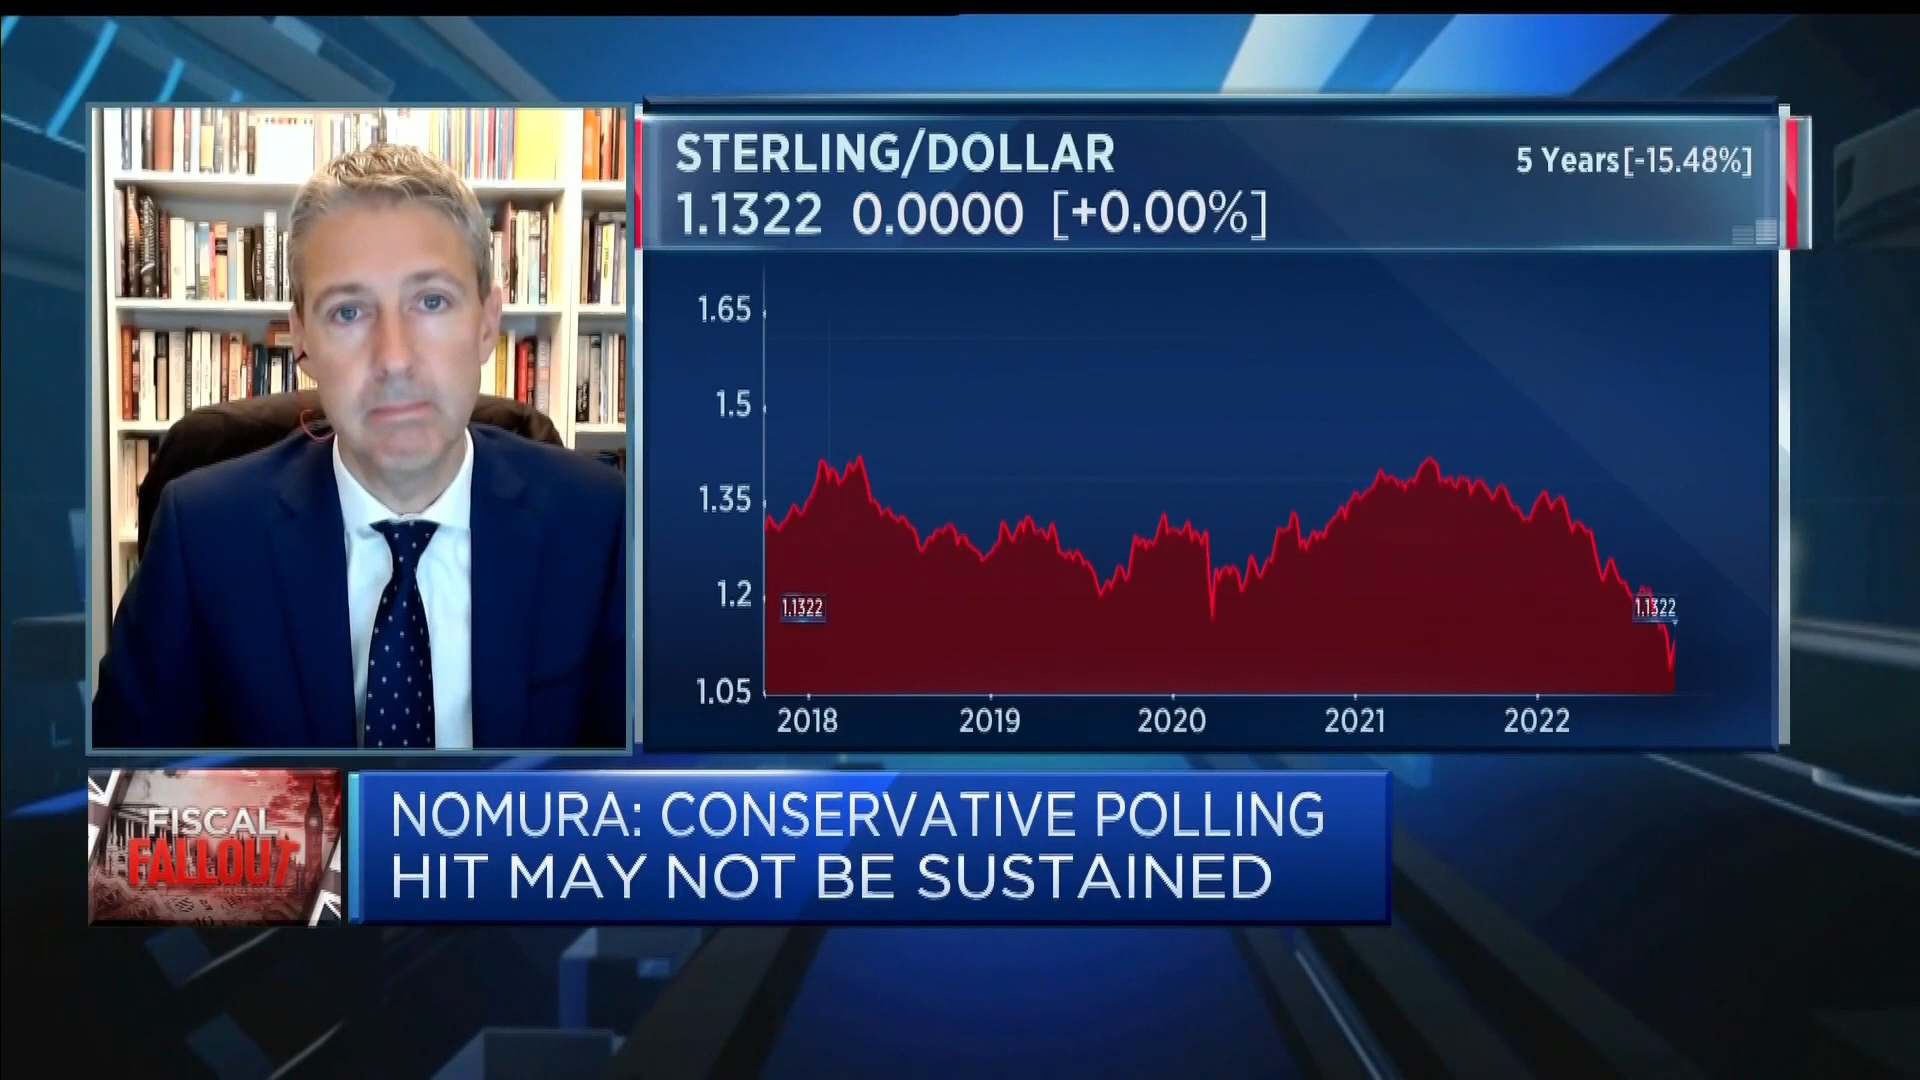 STERLING/DOLLAR
5 Years[-15.48%]
1.1322 0.0000 [+0.00%]
1.65
1.5
1.35
1.2
1.05
1.1322
1.1322
2018 2019 2020 2021 2022
FISCAL
FALLOUT
NOMURA: CONSERVATIVE POLLING
HIT MAY NOT BE SUSTAINED